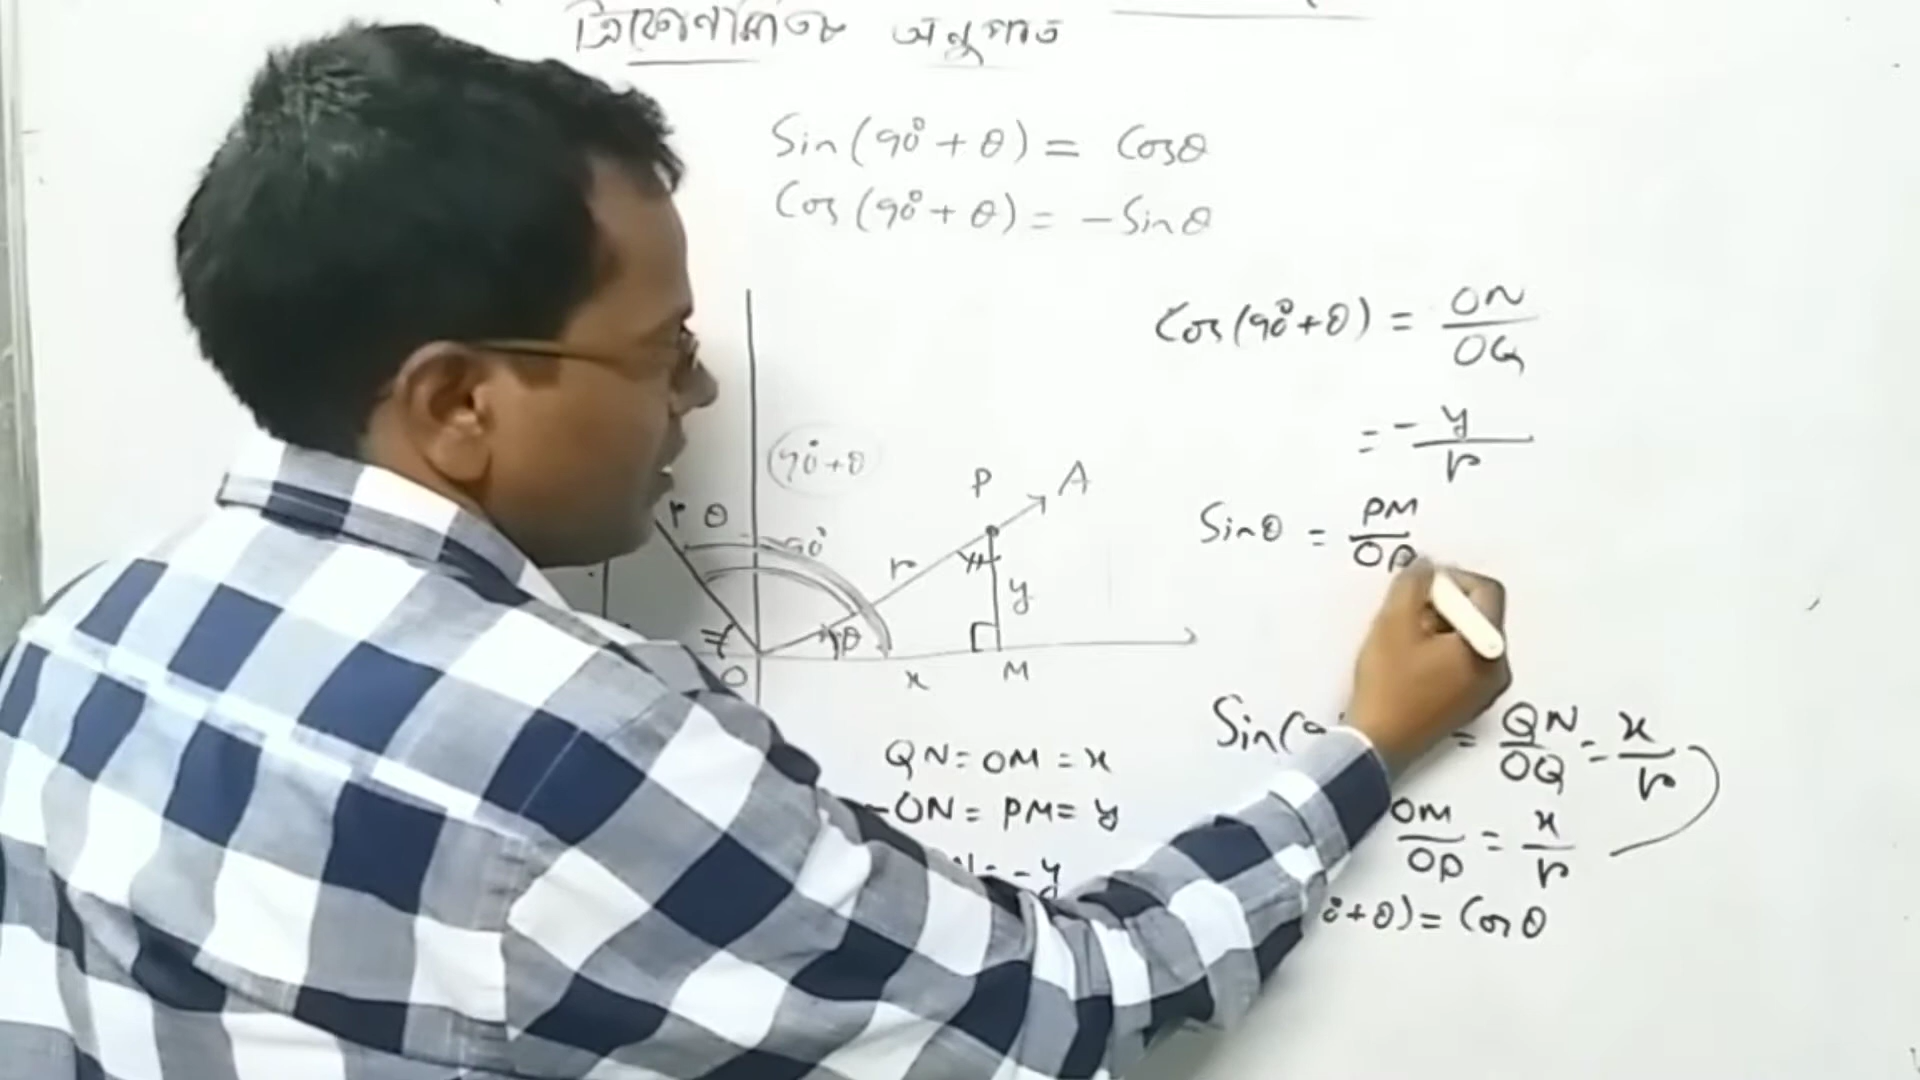 ত্রিকোণমিতিক অনুপাত
Sin(90°+θ) = Cosθ
Cos(90°+θ) = -Sinθ
Cos(90°+θ) = ON/OQ
= -y/r
Sinθ = PM/OP
(90°+θ)
P A
r θ 90°
r y
θ
O x M
QN = OM = x
-ON = PM = y
= -y
Sin( = QN/OQ = x/r
OM/OP = x/r
°+θ) = Cosθ